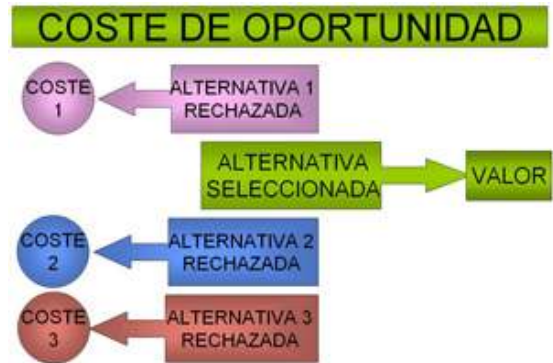 COSTE DE OPORTUNIDAD
COSTE
1
ALTERNATIVA 1
RECHAZADA
ALTERNATIVA
SELECCIONADA
VALOR
COSTE
2
ALTERNATIVA 2
RECHAZADA
COSTE
3
ALTERNATIVA 3
RECHAZADA